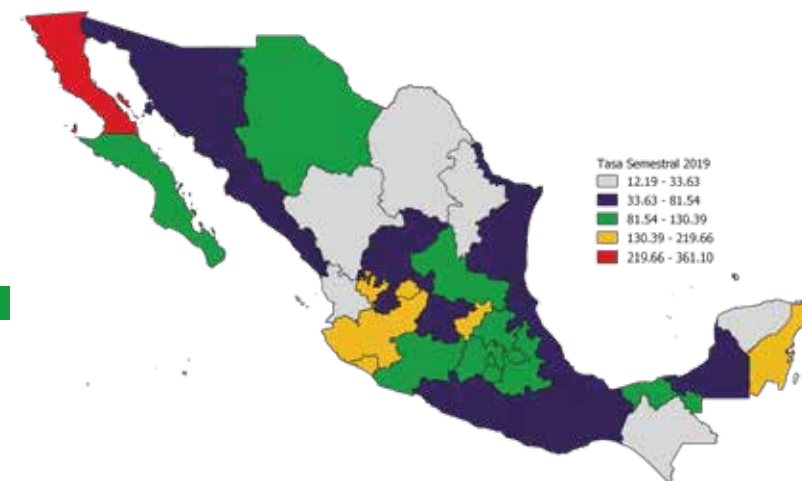 Tasa Semestral 2019
12.19 - 33.63
33.63 - 81.54
81.54 - 130.39
130.39 - 219.66
219.66 - 361.10